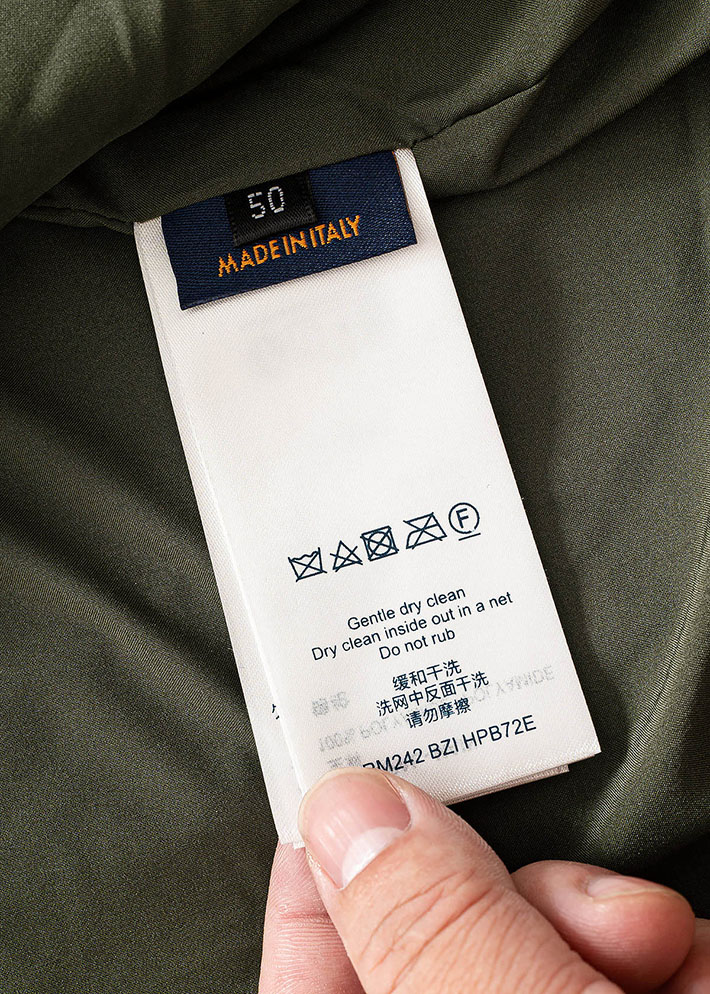 50
MADE IN ITALY
F
Gentle dry clean
Dry clean inside out in a net
Do not rub
缓和干洗
洗网中反面干洗
请勿摩擦
RM242 BZI HPB72E